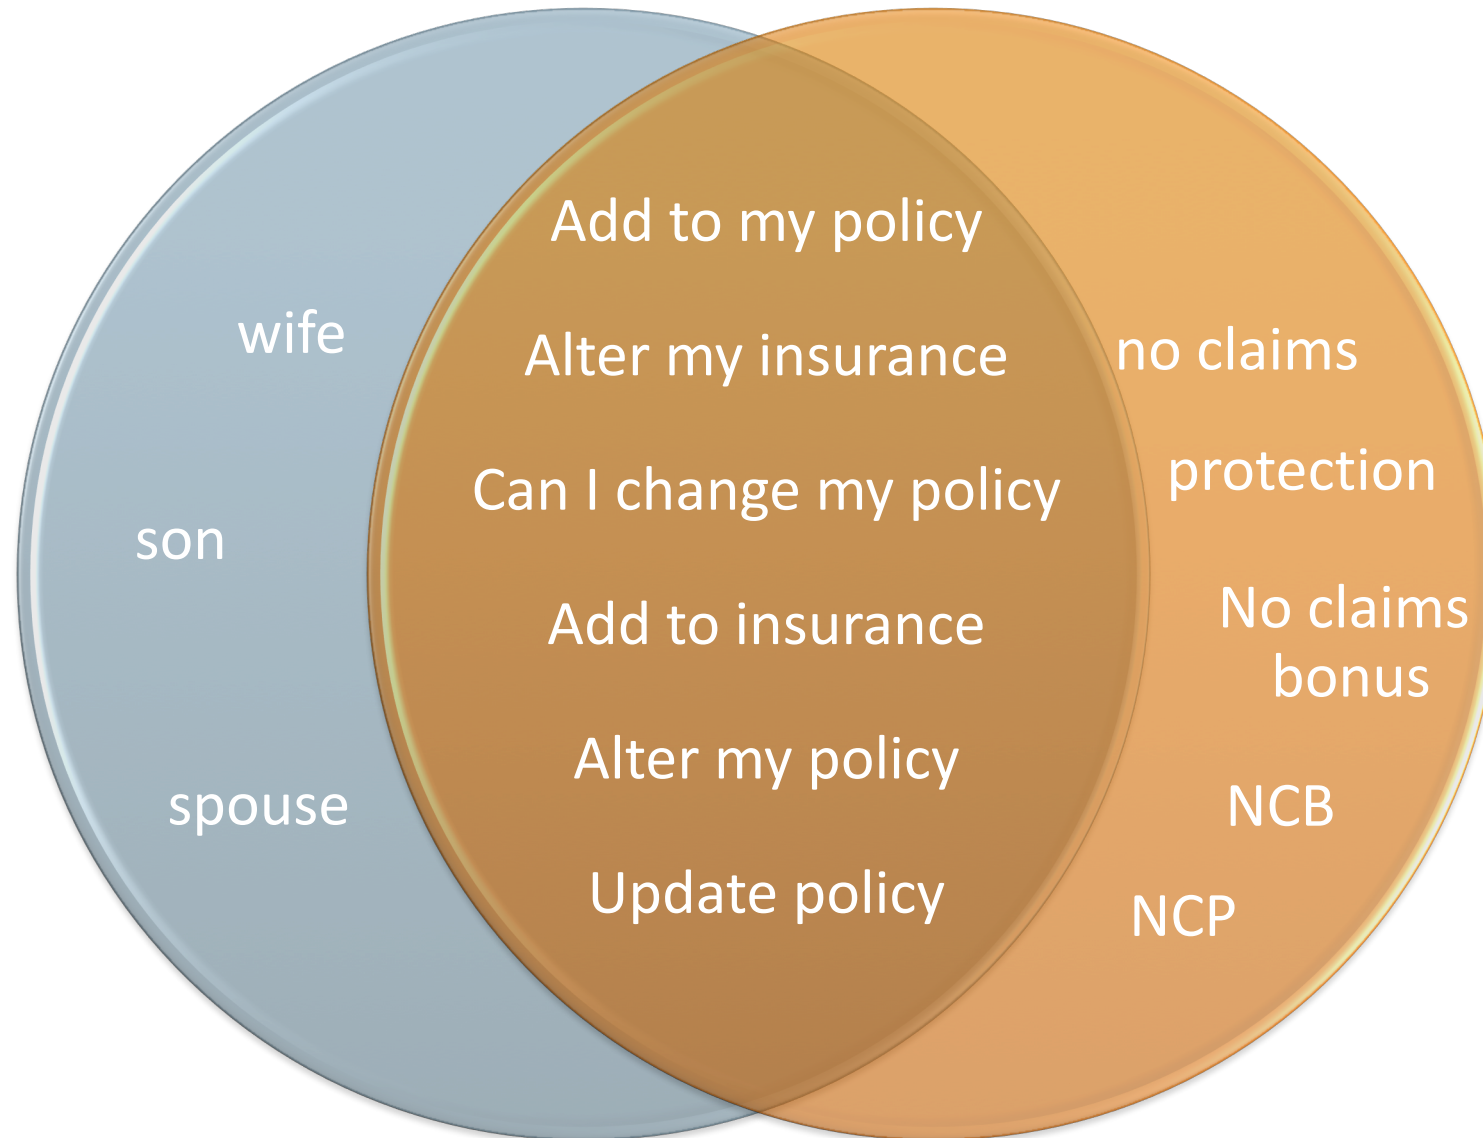 wife
son
spouse
Add to my policy
Alter my insurance
Can I change my policy
Add to insurance
Alter my policy
Update policy
no claims
protection
No claims
bonus
NCB
NCP